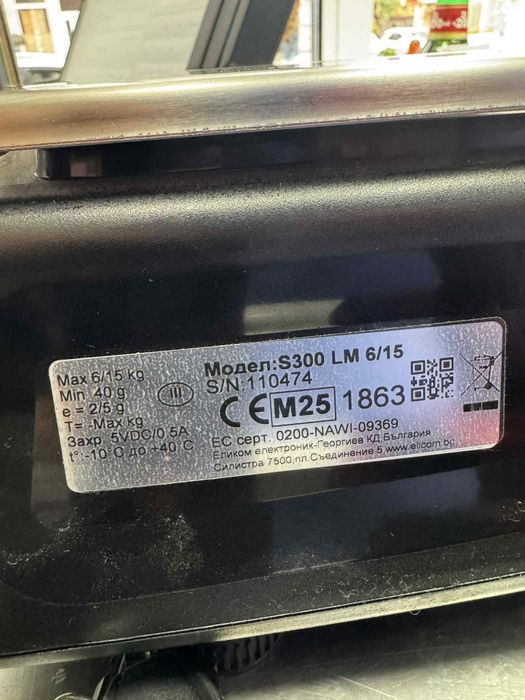 Max 6/15 kg
Min 40 g
e = 2/5 g
T= -Max kg
Захр. 5VDC/0.5A
t°:-10°C до +40°C
III
Модел:S300 LM 6/15
S/N:110474
CE M25 1863
ЕС серт. 0200-NAWI-09369
Еликом електроник-Георгиев КД,България
Силистра 7500,пл.Съединение 5 www.elicom.bg